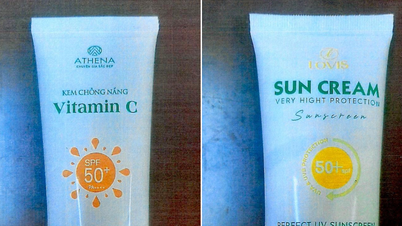 ATHENA
KEM CHỐNG NẮNG
Vitamin C
SPF
50+
SUN CREAM
VERY HIGHT PROTECTION
Sunscreen
50+
PERFECT UV SUNSCREEN